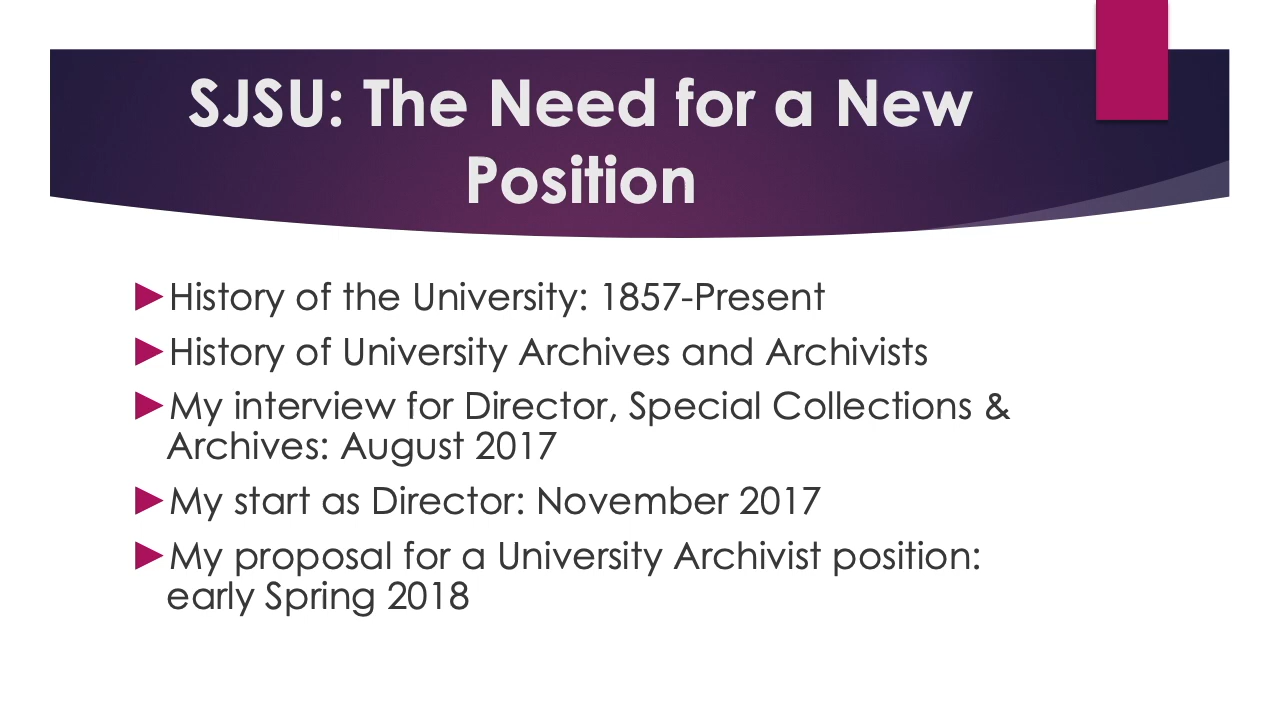 SJSU: The Need for a New
Position
►History of the University: 1857-Present
►History of University Archives and Archivists
►My interview for Director, Special Collections &
Archives: August 2017
►My start as Director: November 2017
►My proposal for a University Archivist position:
early Spring 2018